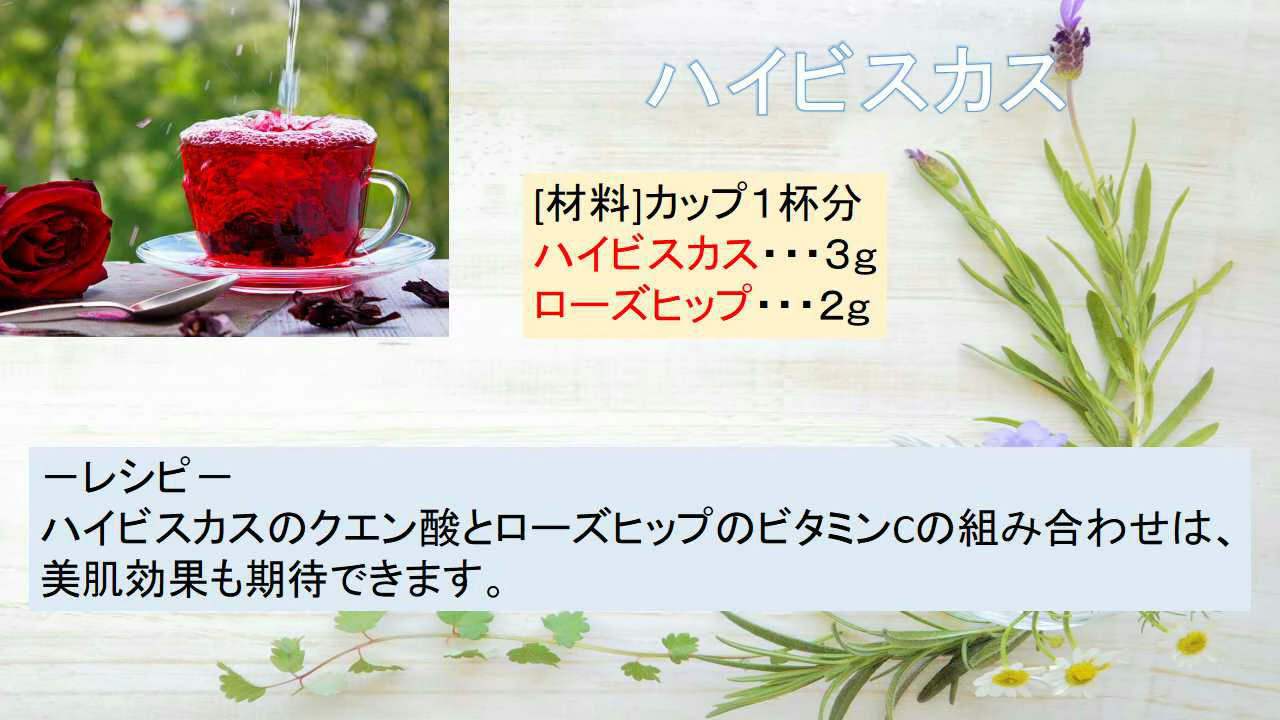 ハイビスカス
[材料]カップ１杯分
ハイビスカス・・・３g
ローズヒップ・・・２g
－レシピ－
ハイビスカスのクエン酸とローズヒップのビタミンCの組み合わせは、
美肌効果も期待できます。